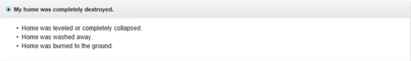 My home was completely destroyed.
• Home was leveled or completely collapsed.
• Home was washed away.
• Home was burned to the ground.